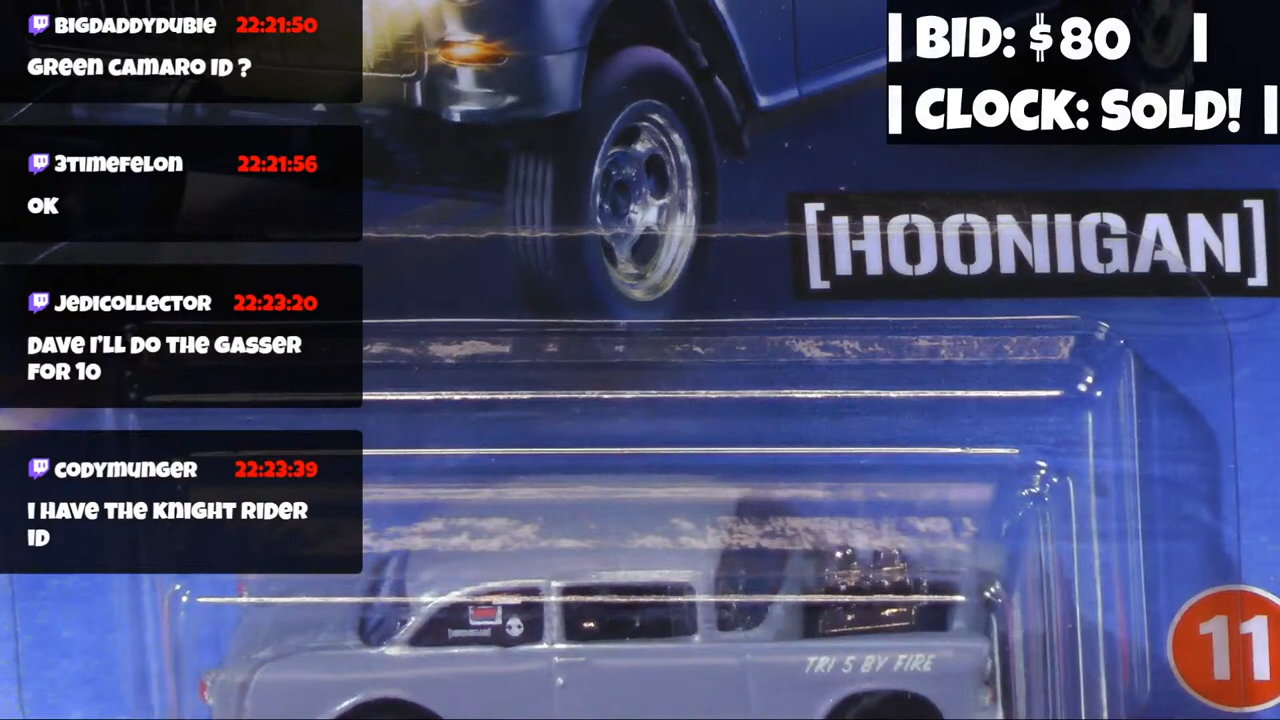 BIGDADDYDUBIE 22:21:50
GREEN CAMARO ID ?
3TIMEFELON 22:21:56
OK
JEDICOLLECTOR 22:23:20
DAVE I'LL DO THE GASSER
FOR 10
CODYMUNGER 22:23:39
I HAVE THE KNIGHT RIDER
ID
| BID: $80 |
| CLOCK: SOLD! |
[HOONIGAN]
TRI 5 BY FIRE
11